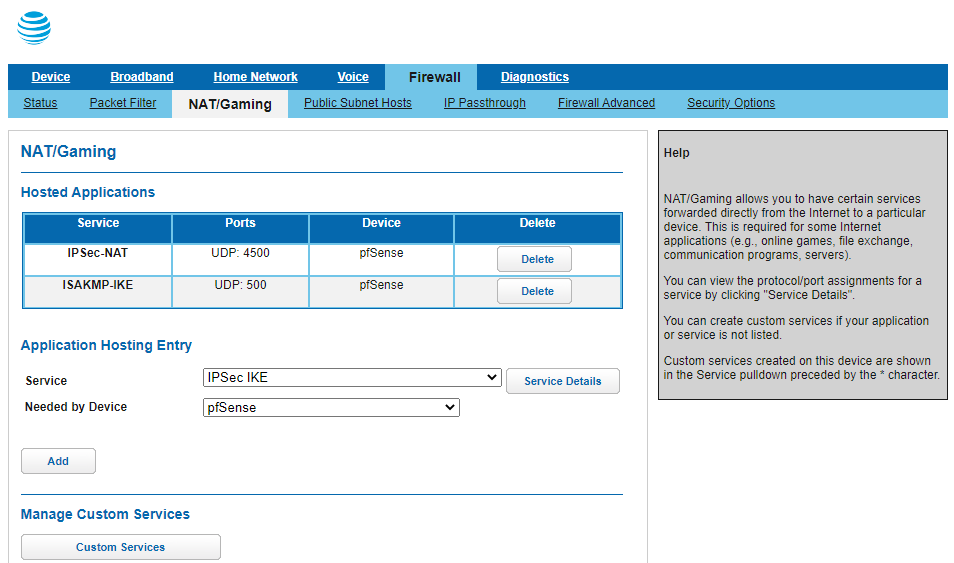 Device Broadband Home Network Voice Firewall Diagnostics
Status Packet Filter NAT/Gaming Public Subnet Hosts IP Passthrough Firewall Advanced Security Options
NAT/Gaming
Hosted Applications
Service Ports Device Delete
IPSec-NAT UDP: 4500 pfSense Delete
ISAKMP-IKE UDP: 500 pfSense Delete
Application Hosting Entry
Service IPSec IKE Service Details
Needed by Device pfSense
Add
Manage Custom Services
Custom Services
Help
NAT/Gaming allows you to have certain services
forwarded directly from the Internet to a particular
device. This is required for some Internet
applications (e.g., online games, file exchange,
communication programs, servers).
You can view the protocol/port assignments for a
service by clicking "Service Details".
You can create custom services if your application
or service is not listed.
Custom services created on this device are shown
in the Service pulldown preceded by the * character.